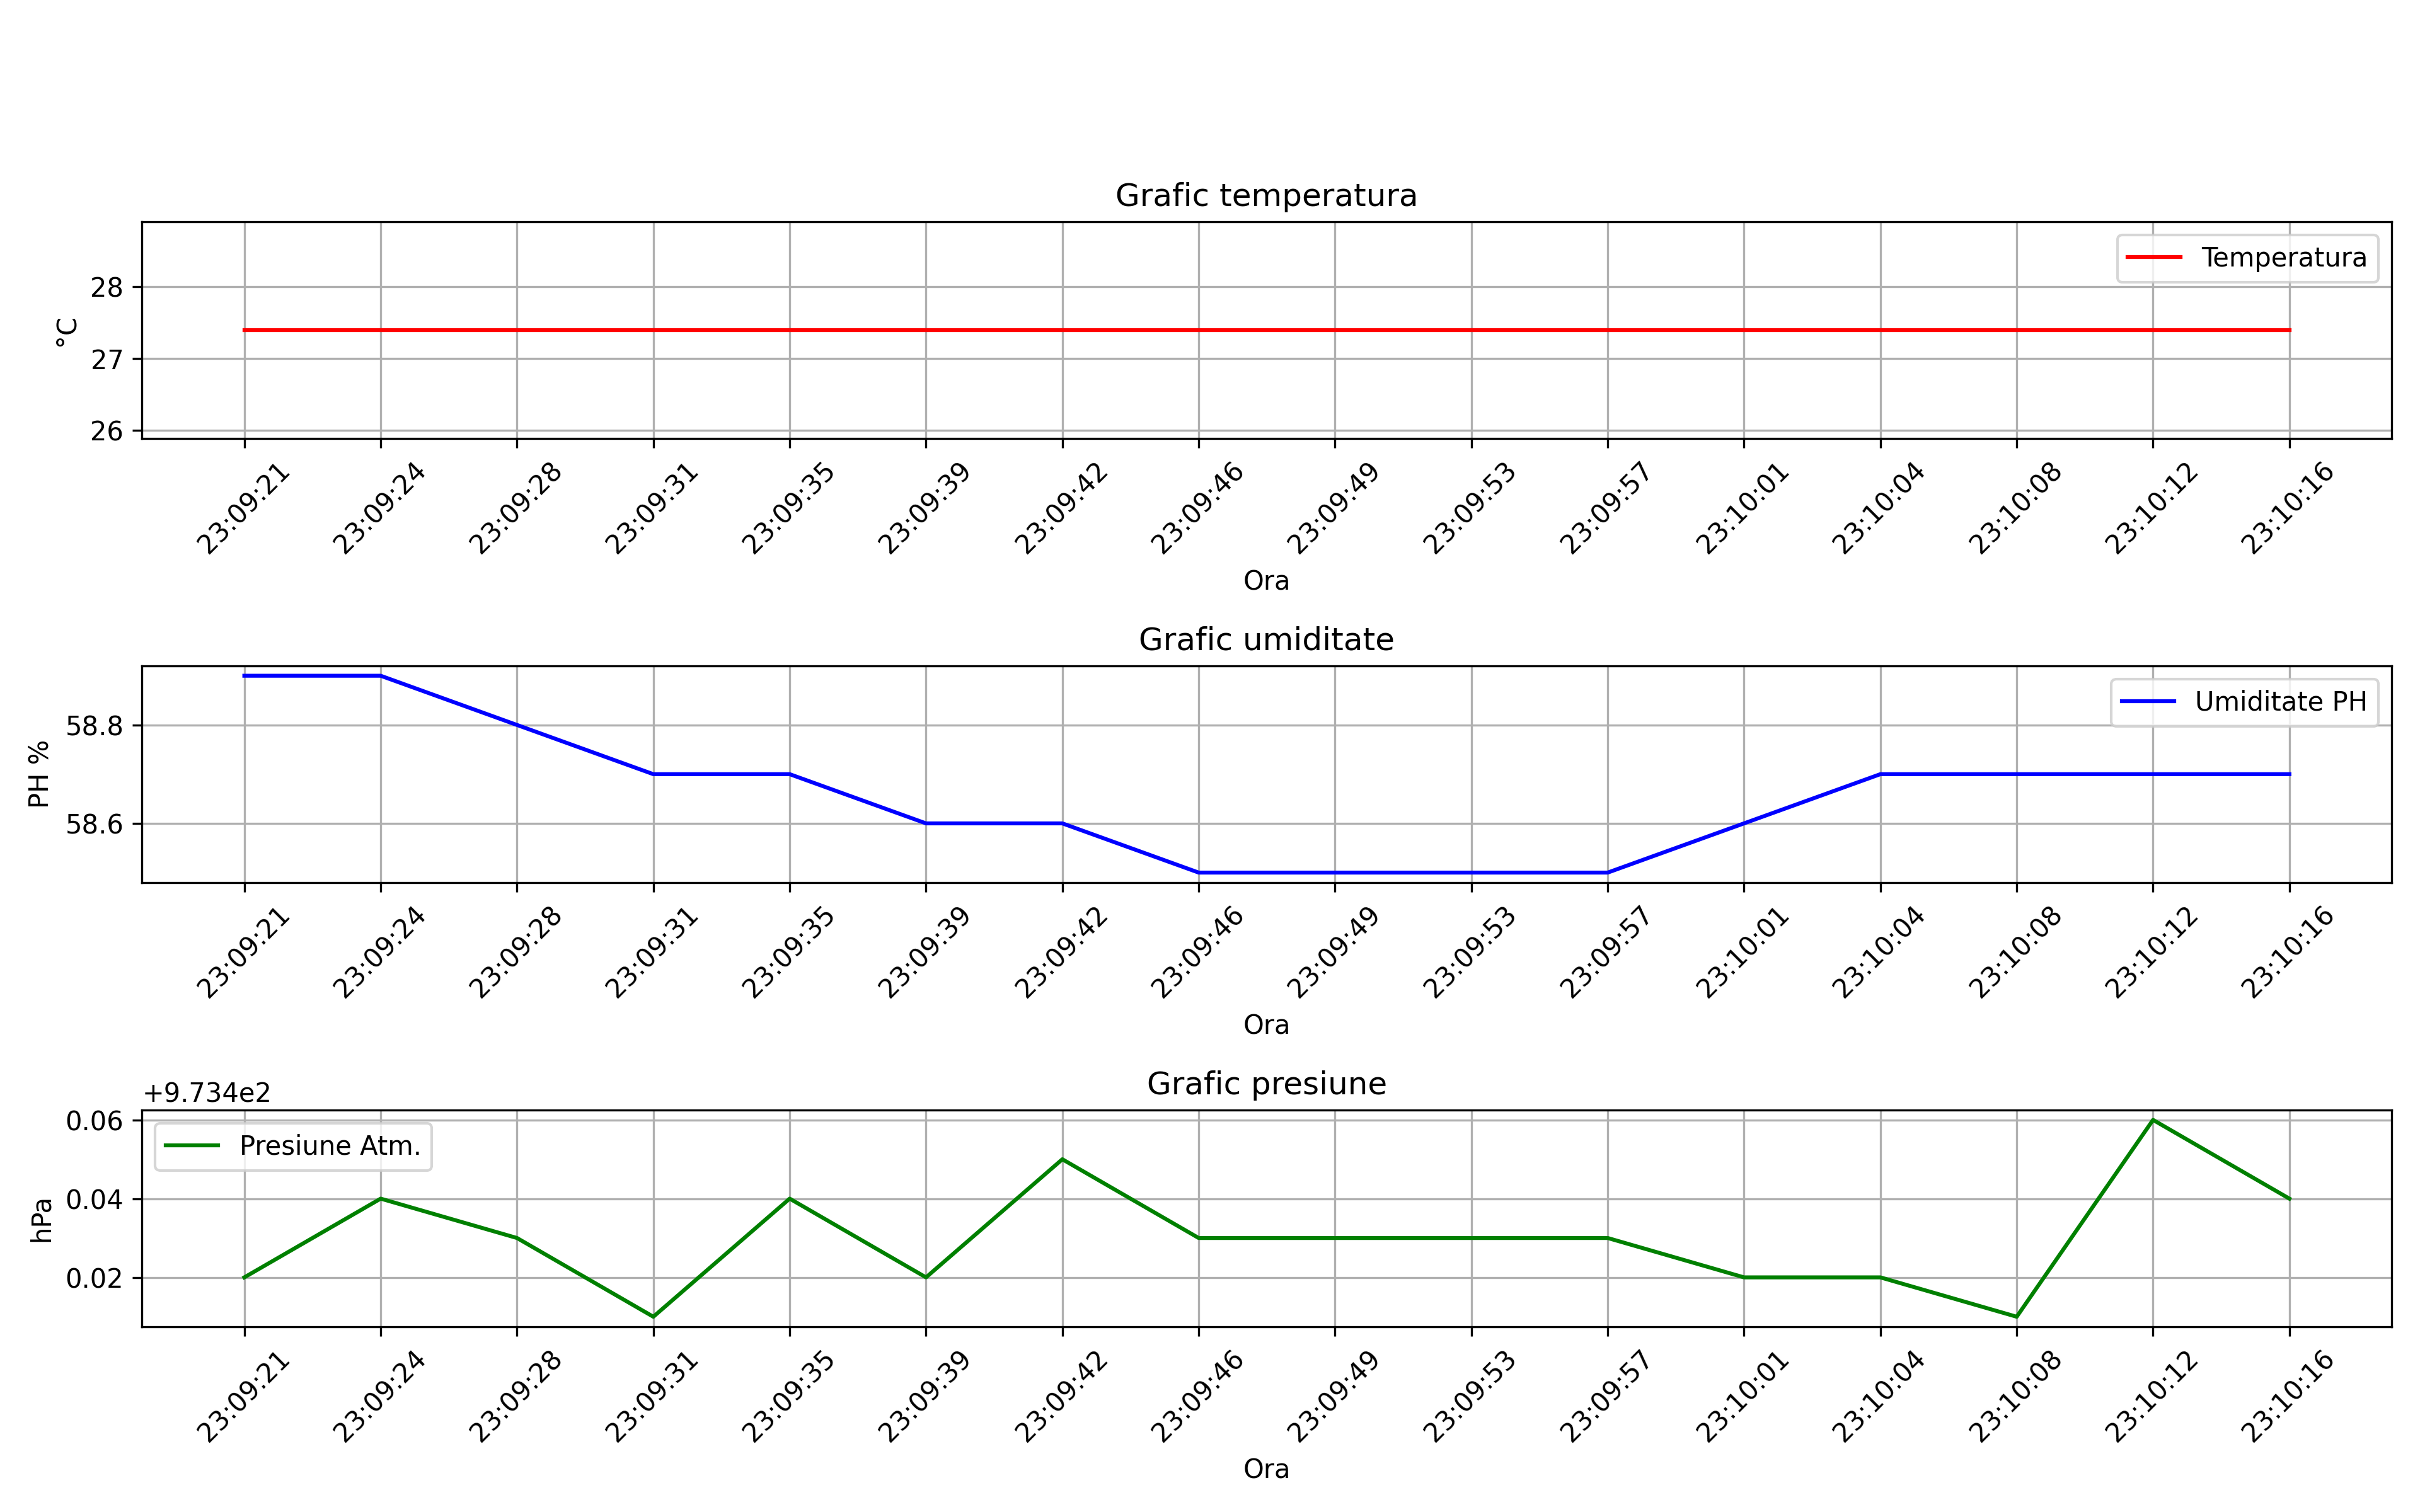 Grafic temperatura
Temperatura
°C
28
27
26
23:09:21 23:09:24 23:09:28 23:09:31 23:09:35 23:09:39 23:09:42 23:09:46 23:09:49 23:09:53 23:09:57 23:10:01 23:10:04 23:10:08 23:10:12 23:10:16
Ora
Grafic umiditate
Umiditate PH
PH %
58.8
58.6
23:09:21 23:09:24 23:09:28 23:09:31 23:09:35 23:09:39 23:09:42 23:09:46 23:09:49 23:09:53 23:09:57 23:10:01 23:10:04 23:10:08 23:10:12 23:10:16
Ora
Grafic presiune
+9.734e2
Presiune Atm.
hPa
0.06
0.04
0.02
23:09:21 23:09:24 23:09:28 23:09:31 23:09:35 23:09:39 23:09:42 23:09:46 23:09:49 23:09:53 23:09:57 23:10:01 23:10:04 23:10:08 23:10:12 23:10:16
Ora